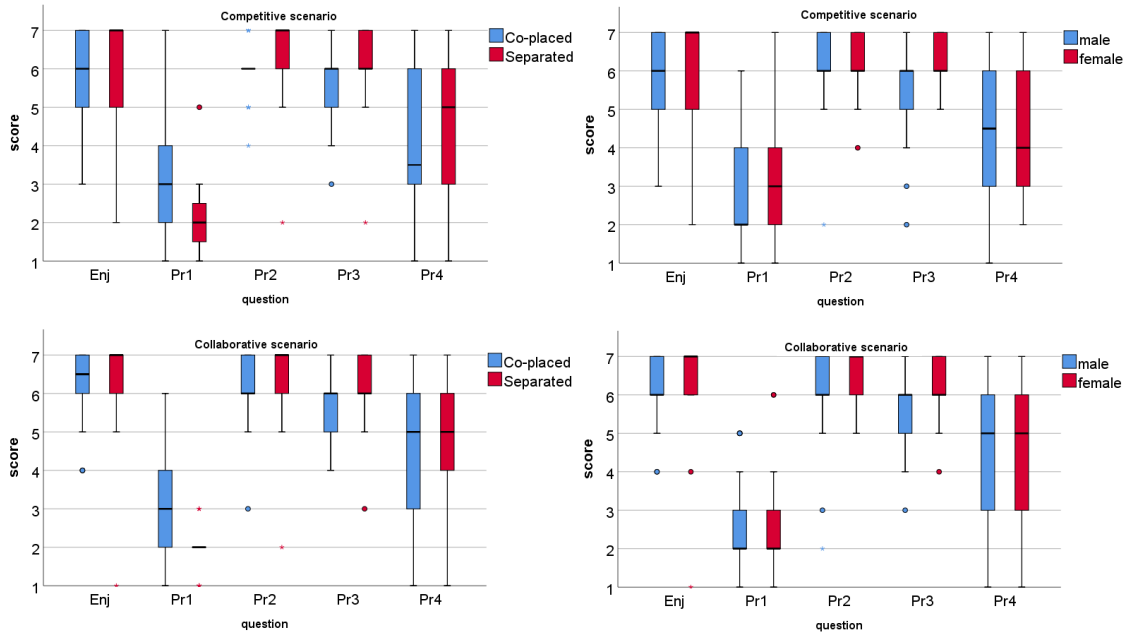 Competitive scenario
Co-placed
Separated
score
7
6
5
4
3
2
1
Enj Pr1 Pr2 Pr3 Pr4
question
Competitive scenario
male
female
score
7
6
5
4
3
2
1
Enj Pr1 Pr2 Pr3 Pr4
question
Collaborative scenario
Co-placed
Separated
score
7
6
5
4
3
2
1
Enj Pr1 Pr2 Pr3 Pr4
question
Collaborative scenario
male
female
score
7
6
5
4
3
2
1
Enj Pr1 Pr2 Pr3 Pr4
question